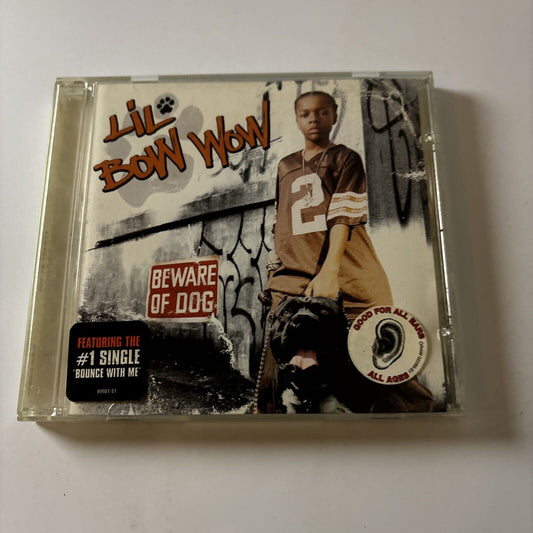 LIL
BOW WOW
2
BEWARE
OF DOG
FEATURING THE
#1 SINGLE
"BOUNCE WITH ME"
GOOD FOR ALL EARS
ALL AGES